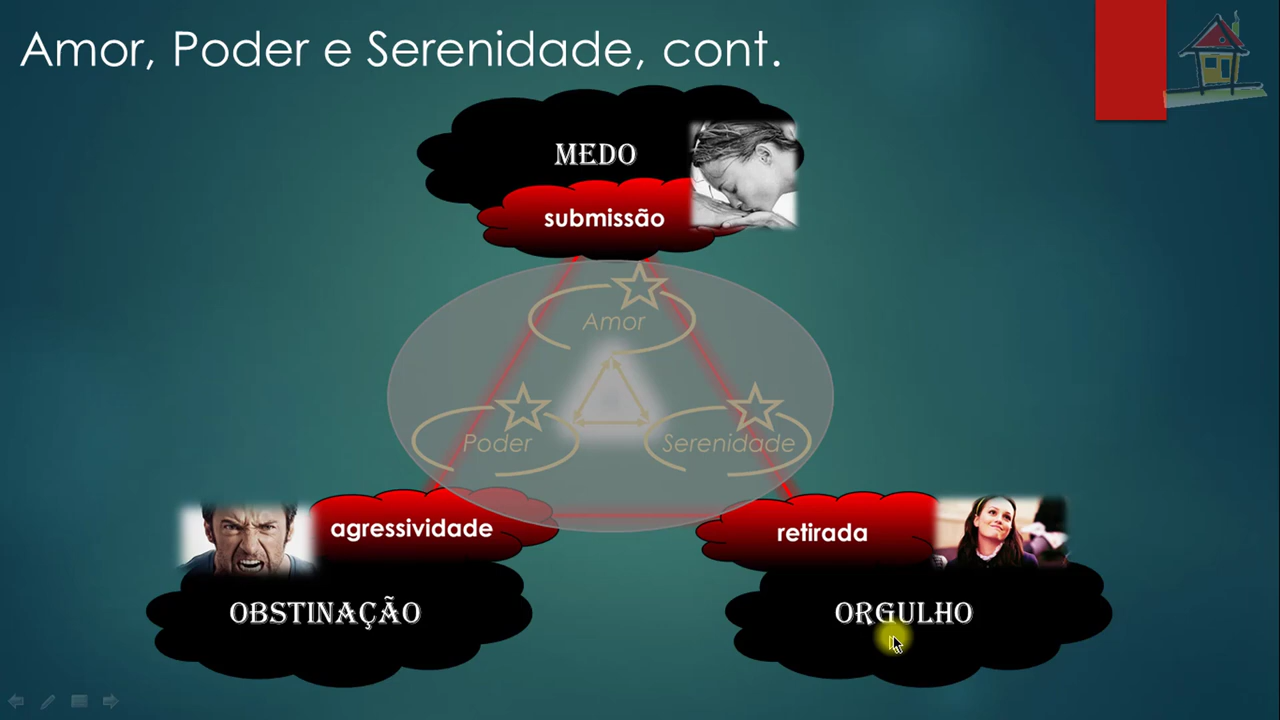 Amor, Poder e Serenidade, cont.
MEDO
submissão
Amor
Poder
Serenidade
agressividade
retirada
OBSTINAÇÃO
ORGULHO